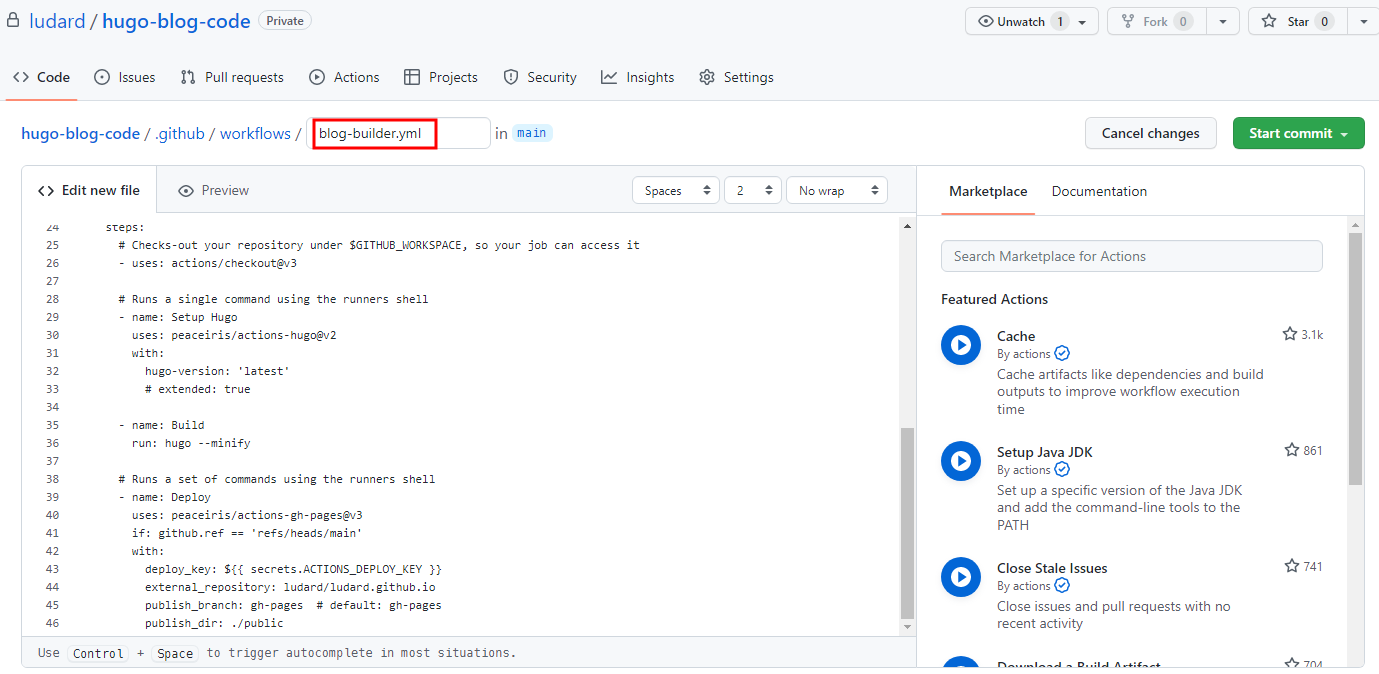 ludard / hugo-blog-code Private
Unwatch 1 Fork 0 Star 0
Code Issues Pull requests Actions Projects Security Insights Settings
hugo-blog-code / .github / workflows / blog-builder.yml in main
Cancel changes Start commit
Edit new file Preview
Spaces 2 No wrap
24 steps:
25 # Checks-out your repository under $GITHUB_WORKSPACE, so your job can access it
26 - uses: actions/checkout@v3
27
28 # Runs a single command using the runners shell
29 - name: Setup Hugo
30 uses: peaceiris/actions-hugo@v2
31 with:
32 hugo-version: 'latest'
33 # extended: true
34
35 - name: Build
36 run: hugo --minify
37
38 # Runs a set of commands using the runners shell
39 - name: Deploy
40 uses: peaceiris/actions-gh-pages@v3
41 if: github.ref == 'refs/heads/main'
42 with:
43 deploy_key: ${{ secrets.ACTIONS_DEPLOY_KEY }}
44 external_repository: ludard/ludard.github.io
45 publish_branch: gh-pages # default: gh-pages
46 publish_dir: ./public
Use Control + Space to trigger autocomplete in most situations.
Marketplace Documentation
Search Marketplace for Actions
Featured Actions
Cache 3.1k
By actions
Cache artifacts like dependencies and build
outputs to improve workflow execution
time
Setup Java JDK 861
By actions
Set up a specific version of the Java JDK
and add the command-line tools to the
PATH
Close Stale Issues 741
By actions
Close issues and pull requests with no
recent activity
Download a Build Artifact 704